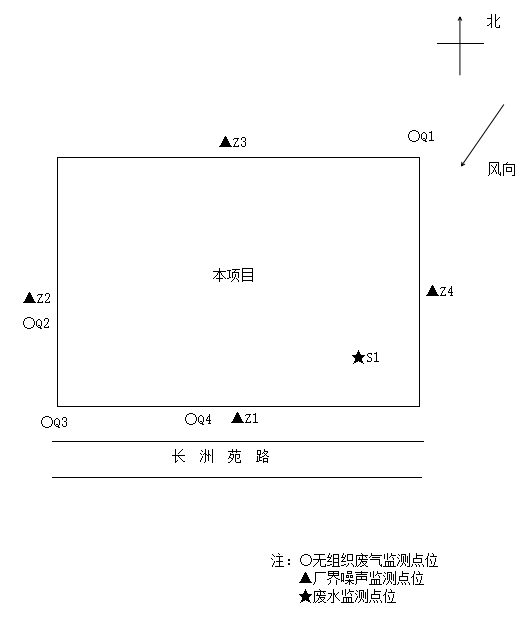 北
Q1
Z3
风向
本项目
Z4
Z2
Q2
S1
Q4
Z1
Q3
长洲苑路
注：○无组织废气监测点位
▲厂界噪声监测点位
★废水监测点位